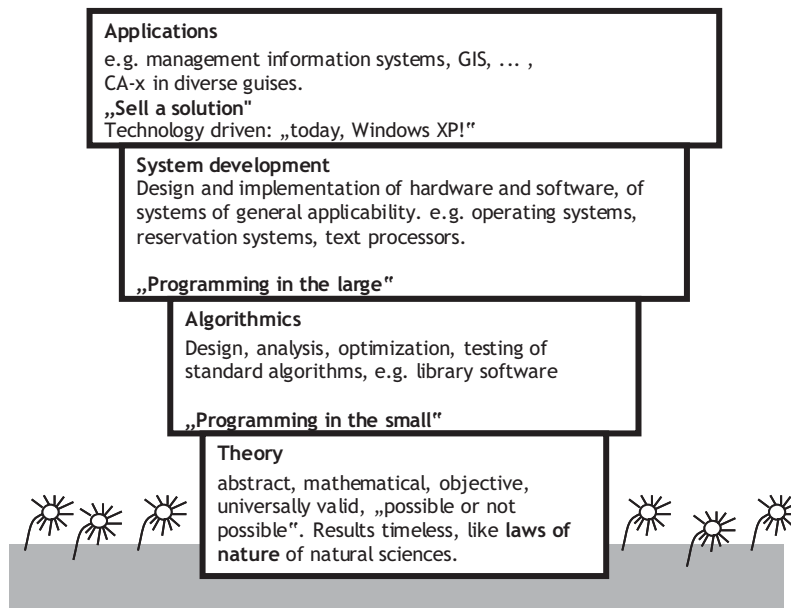 Applications
e.g. management information systems, GIS, ... ,
CA-x in diverse guises.
„Sell a solution"
Technology driven: „today, Windows XP!‟
System development
Design and implementation of hardware and software, of
systems of general applicability. e.g. operating systems,
reservation systems, text processors.
„Programming in the large‟
Algorithmics
Design, analysis, optimization, testing of
standard algorithms, e.g. library software
„Programming in the small‟
Theory
abstract, mathematical, objective,
universally valid, „possible or not
possible‟. Results timeless, like laws of
nature of natural sciences.